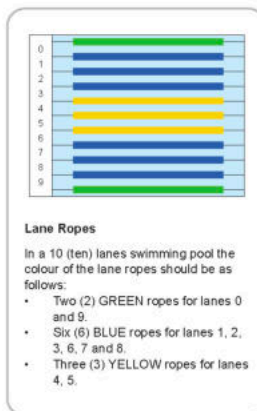 0
1
2
3
4
5
6
7
8
9
Lane Ropes
In a 10 (ten) lanes swimming pool the
colour of the lane ropes should be as
follows:
• Two (2) GREEN ropes for lanes 0
and 9.
• Six (6) BLUE ropes for lanes 1, 2,
3, 6, 7 and 8.
• Three (3) YELLOW ropes for lanes
4, 5.